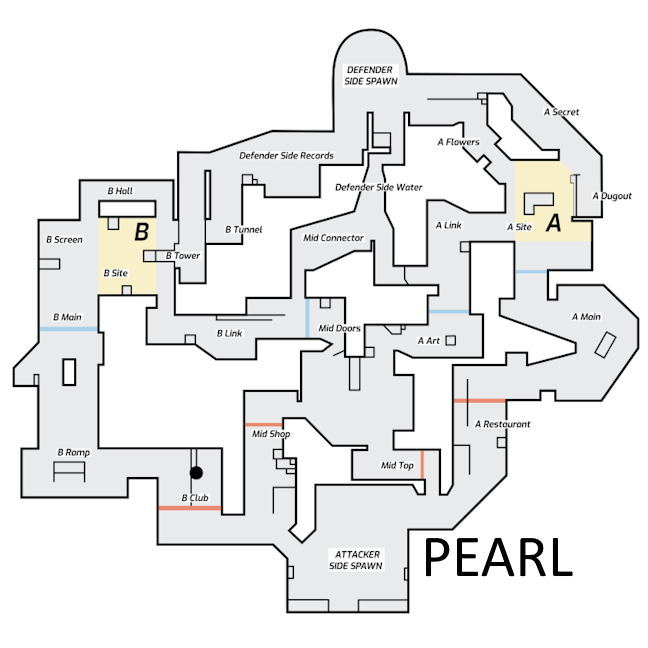 DEFENDER
SIDE SPAWN
A Secret
A Flowers
Defender Side Records
Defender Side Water
B Hall
A Dugout
A Link
A Site
A
B Tunnel
B
B Screen
Mid Connector
B Tower
B Site
B Main
A Main
B Link
Mid Doors
A Art
A Restaurant
Mid Shop
B Ramp
Mid Top
B Club
ATTACKER
SIDE SPAWN
PEARL